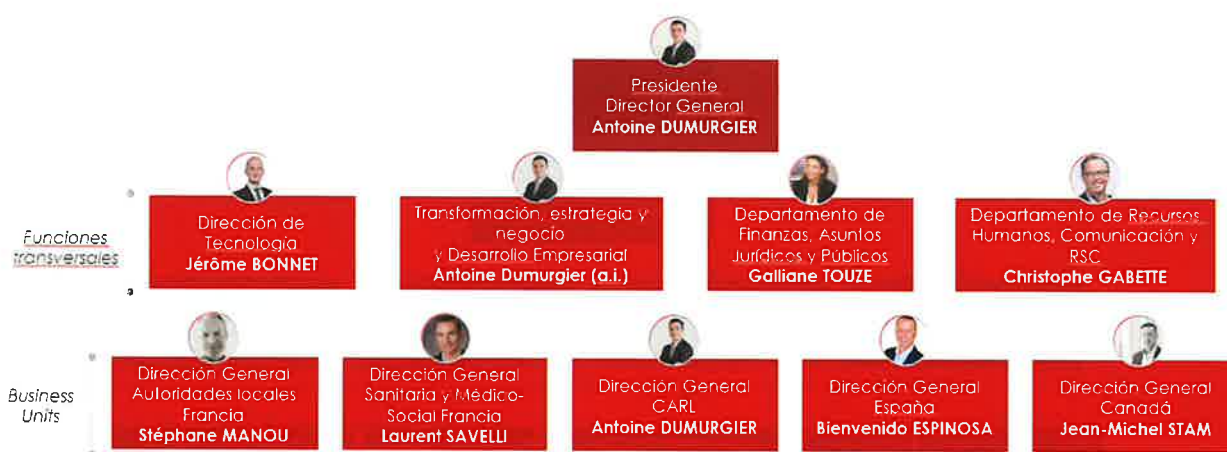 Presidente
Director General
Antoine DUMURGIER
Funciones
transversales
Dirección de
Tecnología
Jérôme BONNET
Transformación, estrategia y
negocio
y Desarrollo Empresarial
Antoine Dumurgier (a.i.)
Departamento de
Finanzas, Asuntos
Jurídicos y Públicos
Galliane TOUZE
Departamento de Recursos
Humanos, Comunicación y
RSC
Christophe GABETTE
Business
Units
Dirección General
Autoridades locales
Francia
Stéphane MANOU
Dirección General
Sanitaria y Médico-
Social Francia
Laurent SAVELLI
Dirección General
CARL
Antoine DUMURGIER
Dirección General
España
Bienvenido ESPINOSA
Dirección General
Canadá
Jean-Michel STAM